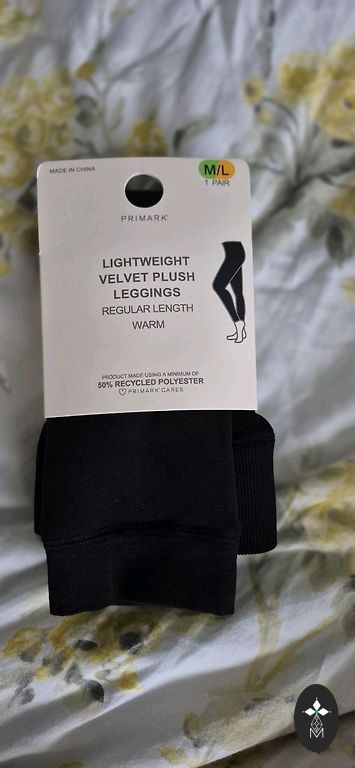 MADE IN CHINA
M/L
1 PAIR
PRIMARK®
LIGHTWEIGHT
VELVET PLUSH
LEGGINGS
REGULAR LENGTH
WARM
PRODUCT MADE USING A MINIMUM OF
50% RECYCLED POLYESTER
PRIMARK CARES
M